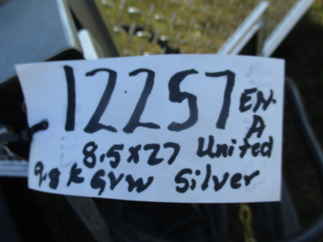 12257 EN-A
8.5x27 United
9.8K GVW Silver